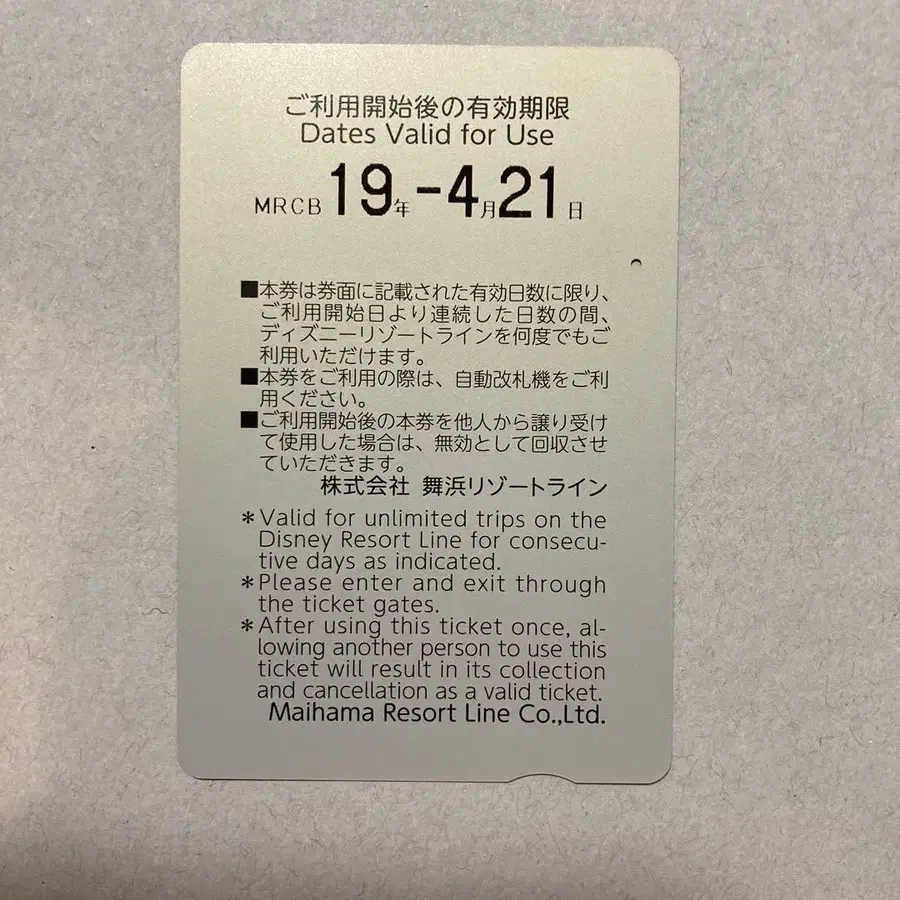 ご利用開始後の有効期限
Dates Valid for Use
MRCB 19年-4月21日
■本券は券面に記載された有効日数に限り、
ご利用開始日より連続した日数の間、
ディズニーリゾートラインを何度でもご
利用いただけます。
■本券をご利用の際は、自動改札機をご利
用ください。
■ご利用開始後の本券を他人から譲り受け
て使用した場合は、無効として回収させ
ていただきます。
株式会社 舞浜リゾートライン
*Valid for unlimited trips on the
Disney Resort Line for consecu-
tive days as indicated.
*Please enter and exit through
the ticket gates.
*After using this ticket once, al-
lowing another person to use this
ticket will result in its collection
and cancellation as a valid ticket.
Maihama Resort Line Co.,Ltd.